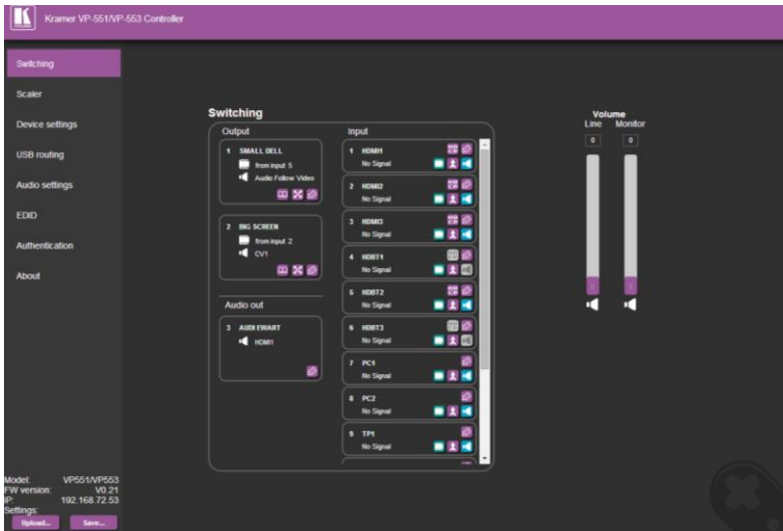 Kramer VP-551/VP-553 Controller
Switching
Scaler
Device settings
USB routing
Audio settings
EDID
Authentication
About
Model: VP551/VP553
FW version: V0.21
IP: 192.168.72.53
Settings:
Upload... Save...
Switching
Output
1 SMALL DELL
from input 5
Audio Follow Video
2 BIG SCREEN
from input 2
CV1
Audio out
3 AUDI EWART
HDMI1
Input
1 HDMI1
No Signal
2 HDMI2
No Signal
3 HDMI3
No Signal
4 HDBT1
No Signal
5 HDBT2
No Signal
6 HDBT3
No Signal
7 PC1
No Signal
8 PC2
No Signal
9 TP1
No Signal
Volume
Line Monitor
0 0